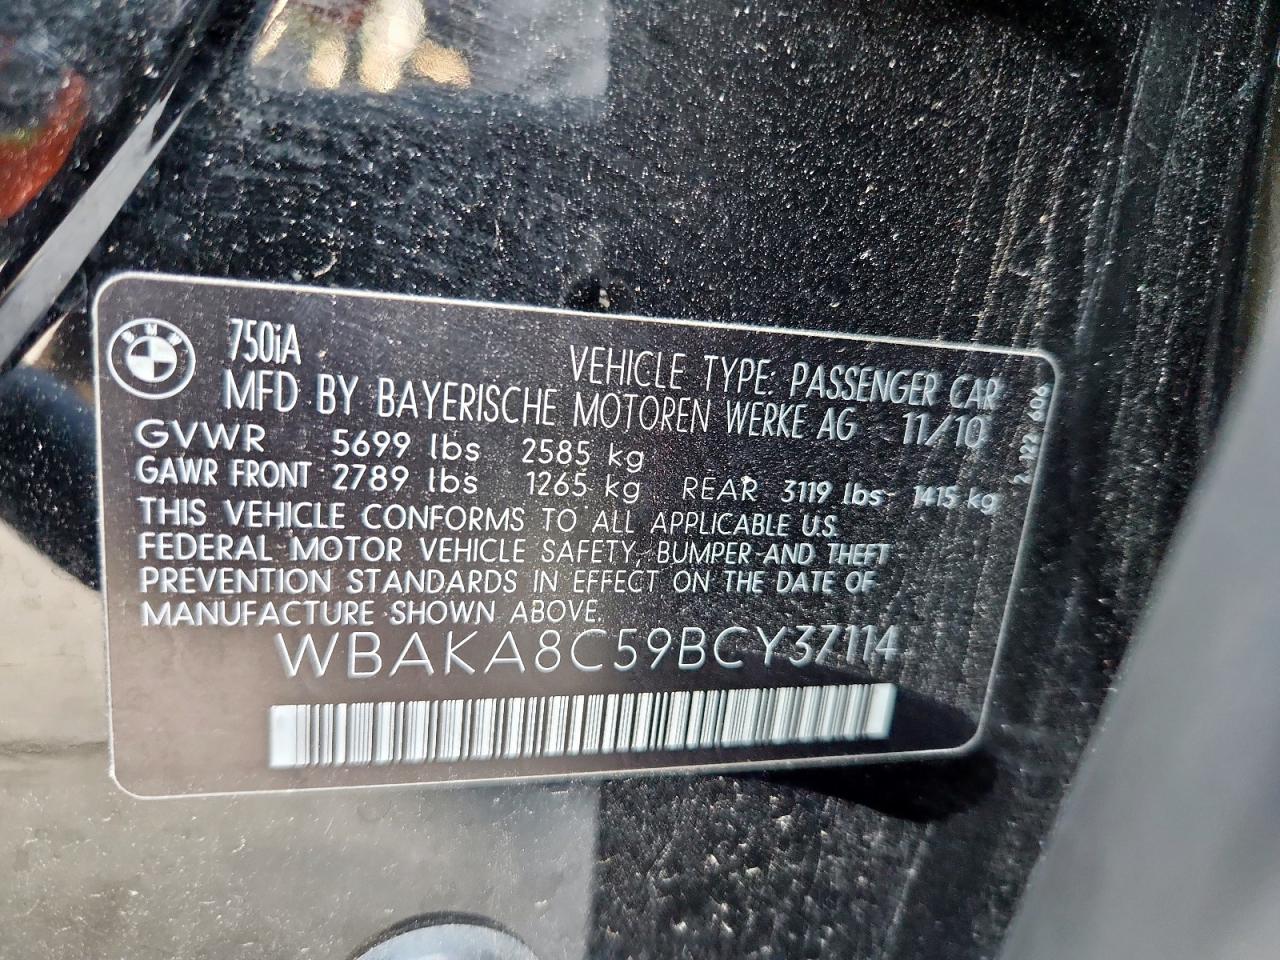 BMW
750iA
VEHICLE TYPE: PASSENGER CAR
MFD BY BAYERISCHE MOTOREN WERKE AG 11/10
GVWR 5699 lbs 2585 kg
GAWR FRONT 2789 lbs 1265 kg REAR 3119 lbs 1415 kg
THIS VEHICLE CONFORMS TO ALL APPLICABLE U.S.
FEDERAL MOTOR VEHICLE SAFETY, BUMPER AND THEFT
PREVENTION STANDARDS IN EFFECT ON THE DATE OF
MANUFACTURE SHOWN ABOVE.
WBAKA8C59BCY37114